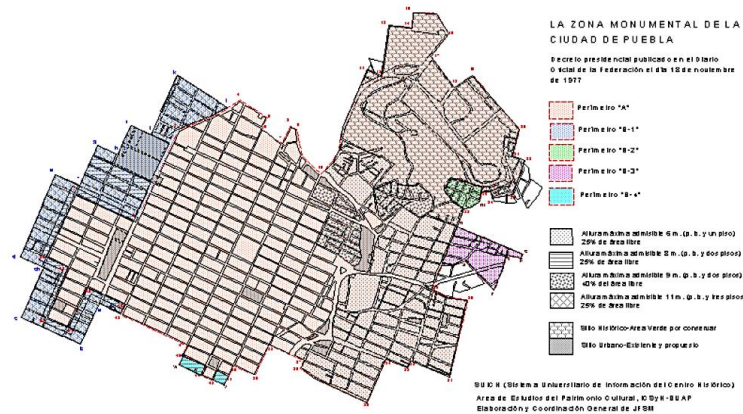 LA ZONA MONUMENTAL DE LA
CIUDAD DE PUEBLA
Decreto presidencial publicado en el Diario
Oficial de la Federación el día 18 de noviembre
de 1977
Perímetro "A"
Perímetro "B-1"
Perímetro "B-2"
Perímetro "B-3"
Perímetro "B-4"
Altura máxima admisible 6 m. (p. b. y un piso)
25% de área libre
Altura máxima admisible 8 m. (p. b. y dos pisos)
25% de área libre
Altura máxima admisible 9 m. (p. b. y dos pisos)
40% del área libre
Altura máxima admisible 11 m. (p. b. y tres pisos
25% de área libre
Sitio Histórico-Area Verde por conservar
Sitio Urbano-Existente y propuesto
SUICH (Sistema Universitario de Información del Centro Histórico)
Area de Estudios del Patrimonio Cultural, ICSyH-BUAP
Elaboración y Coordinación General de JFSM